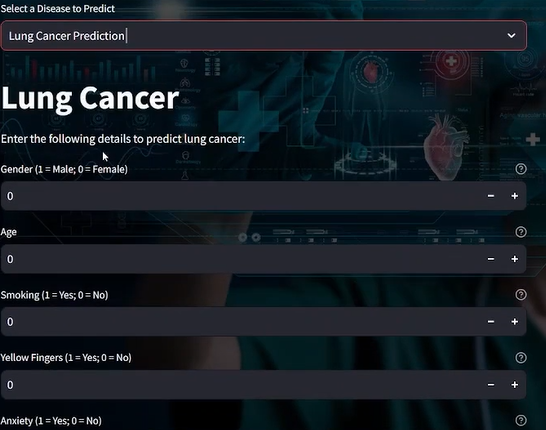 Select a Disease to Predict
Lung Cancer Prediction
Lung Cancer
Enter the following details to predict lung cancer:
Gender (1 = Male; 0 = Female)
0
Age
0
Smoking (1 = Yes; 0 = No)
0
Yellow Fingers (1 = Yes; 0 = No)
0
Anxiety (1 = Yes; 0 = No)